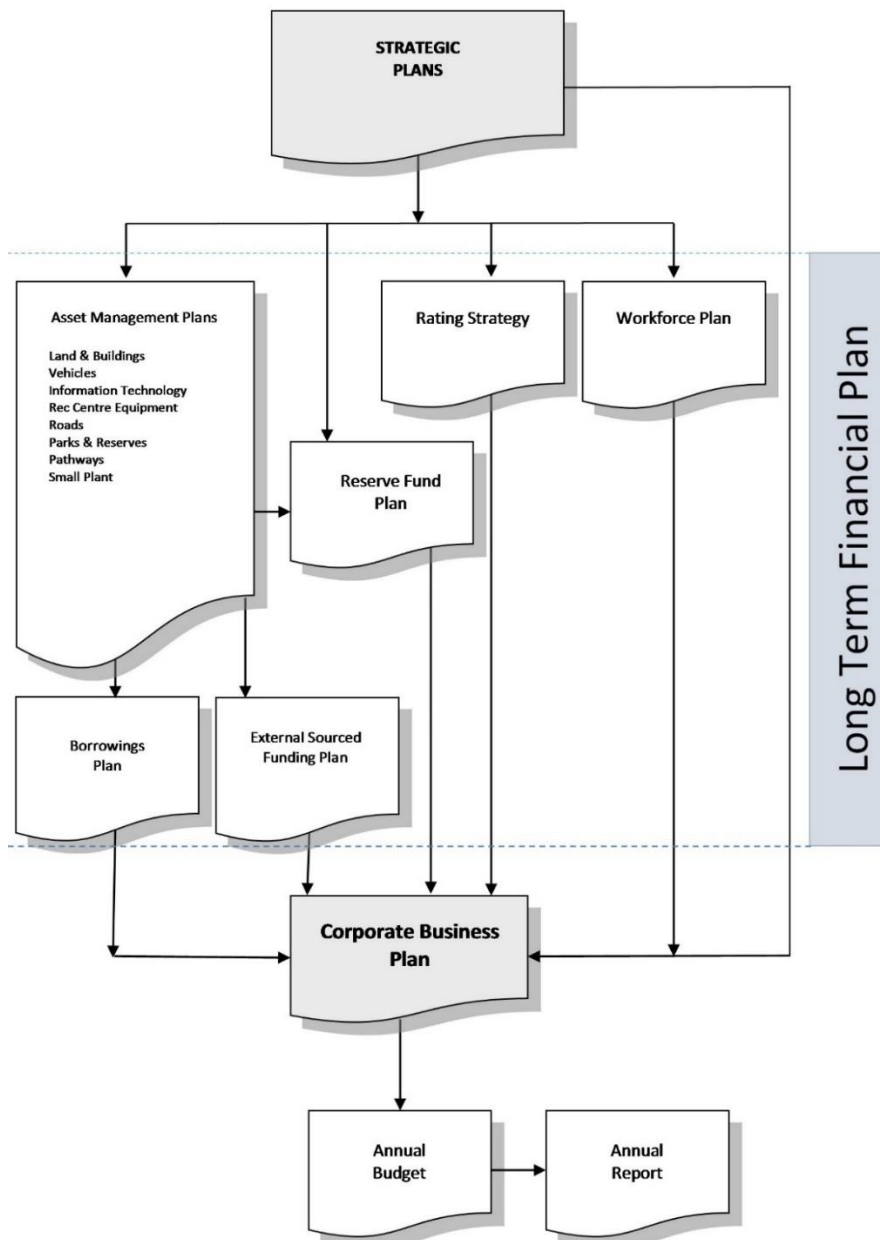 STRATEGIC
PLANS
Asset Management Plans
Land & Buildings
Vehicles
Information Technology
Rec Centre Equipment
Roads
Parks & Reserves
Pathways
Small Plant
Rating Strategy
Workforce Plan
Reserve Fund
Plan
Borrowings
Plan
External Sourced
Funding Plan
Long Term Financial Plan
Corporate Business
Plan
Annual
Budget
Annual
Report